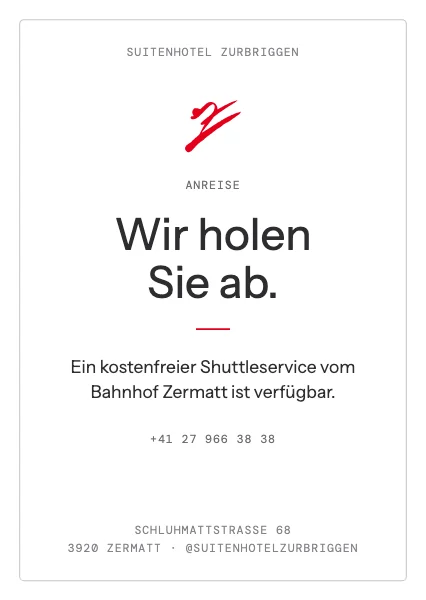 SUITENHOTEL ZURBRIGGEN
ANREISE
Wir holen
Sie ab.
Ein kostenfreier Shuttleservice vom
Bahnhof Zermatt ist verfügbar.
+41 27 966 38 38
SCHLUHMATTSTRASSE 68
3920 ZERMATT · @SUITENHOTELZURBRIGGEN